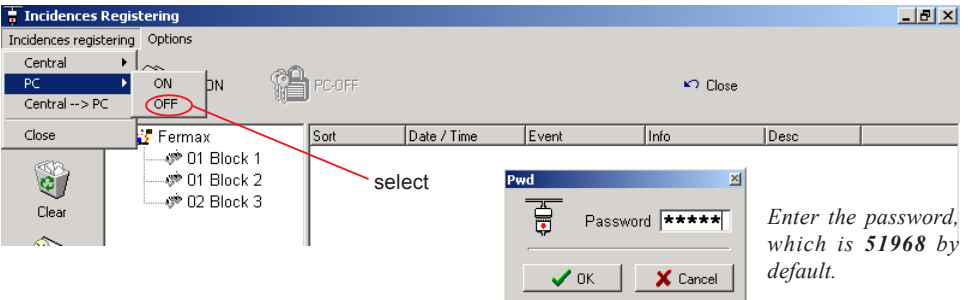 Incidences Registering
Incidences registering Options
Central
PC
Central --> PC
Close
ON
OFF
ON
PC-OFF
Close
Clear
Fermax
01 Block 1
01 Block 2
02 Block 3
Sort Date / Time Event Info Desc
select
Pwd
Password *****
OK Cancel
Enter the password,
which is 51968 by
default.